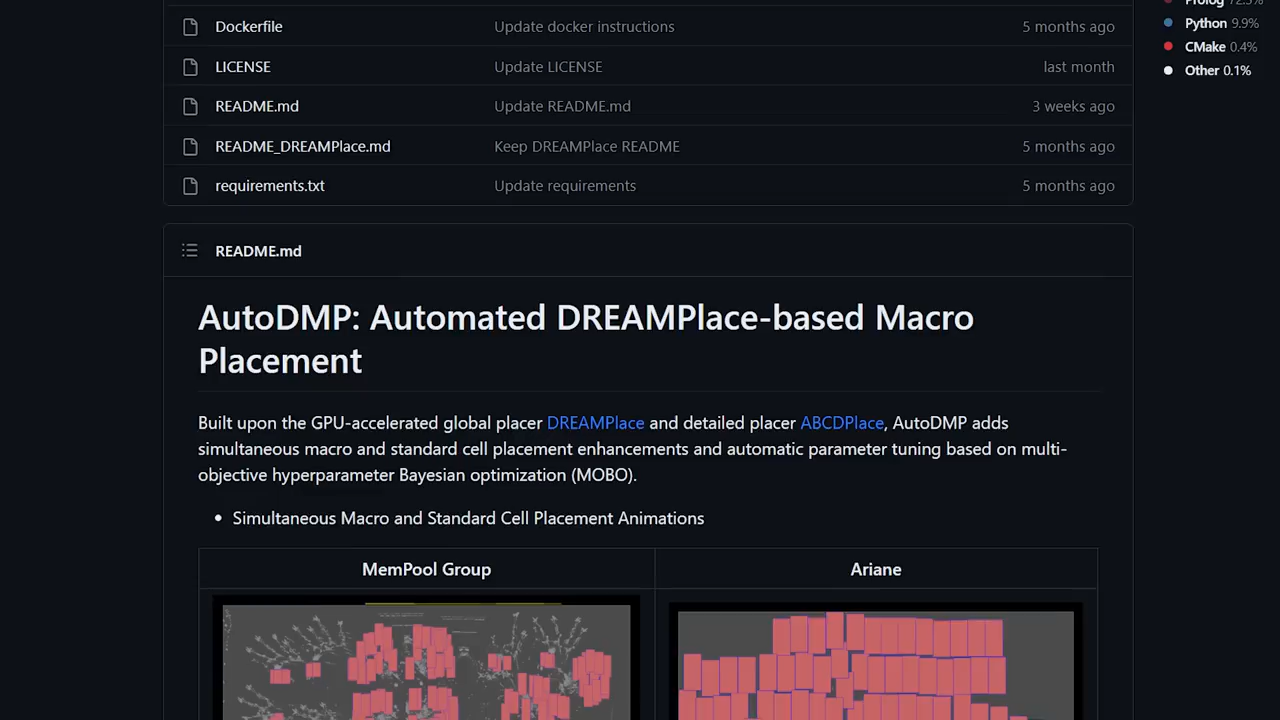 Prolog 72.5%
Python 9.9%
CMake 0.4%
Other 0.1%
Dockerfile Update docker instructions 5 months ago
LICENSE Update LICENSE last month
README.md Update README.md 3 weeks ago
README_DREAMPlace.md Keep DREAMPlace README 5 months ago
requirements.txt Update requirements 5 months ago
README.md
AutoDMP: Automated DREAMPlace-based Macro
Placement
Built upon the GPU-accelerated global placer DREAMPlace and detailed placer ABCDPlace, AutoDMP adds
simultaneous macro and standard cell placement enhancements and automatic parameter tuning based on multi-
objective hyperparameter Bayesian optimization (MOBO).
• Simultaneous Macro and Standard Cell Placement Animations
MemPool Group Ariane